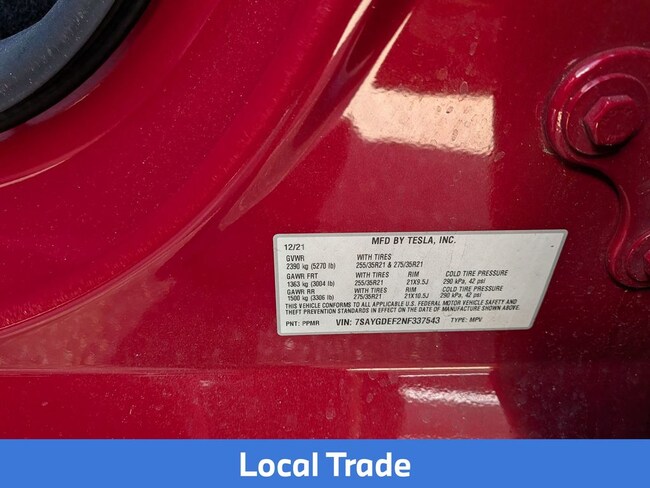 12/21 MFD BY TESLA, INC.
GVWR WITH TIRES
2390 kg (5270 lb) 255/35R21 & 275/35R21
GAWR FRT WITH TIRES RIM COLD TIRE PRESSURE
1363 kg (3004 lb) 255/35R21 21X9.5J 290 kPa, 42 psi
GAWR RR WITH TIRES RIM COLD TIRE PRESSURE
1500 kg (3306 lb) 275/35R21 21X10.5J 290 kPa, 42 psi
THIS VEHICLE CONFORMS TO ALL APPLICABLE U.S. FEDERAL MOTOR VEHICLE SAFETY AND
THEFT PREVENTION STANDARDS IN EFFECT ON THE DATE OF MANUFACTURE SHOWN ABOVE.
PNT: PPMR VIN: 7SAYGDEF2NF337543 TYPE: MPV
Local Trade